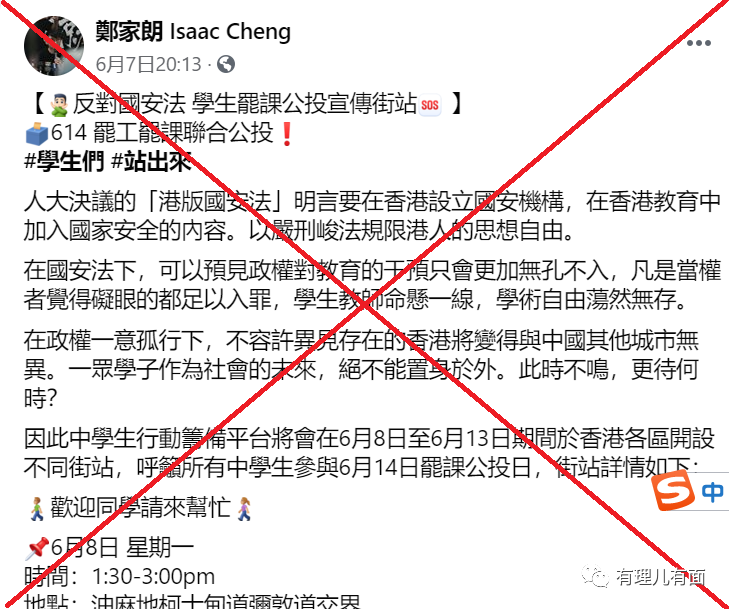 鄭家朗 Isaac Cheng
6月7日20:13 ·
【🙅🏻‍♂️反對國安法 學生罷課公投宣傳街站🆘 】
🗳️614 罷工罷課聯合公投❗
#學生們 #站出來
人大決議的「港版國安法」明言要在香港設立國安機構，在香港教育中
加入國家安全的內容。以嚴刑峻法規限港人的思想自由。
在國安法下，可以預見政權對教育的干預只會更加無孔不入，凡是當權
者覺得礙眼的都足以入罪，學生教師命懸一線，學術自由蕩然無存。
在政權一意孤行下，不容許異見存在的香港將變得與中國其他城市無
異。一眾學子作為社會的未來，絕不能置身於外。此時不鳴，更待何
時？
因此中學生行動籌備平台將會在6月8日至6月13日期間於香港各區開設
不同街站，呼籲所有中學生參與6月14日罷課公投日，街站詳情如下：
🚶歡迎同學請來幫忙🚶‍♀️
📌6月8日 星期一
時間：1:30-3:00pm
地點：油麻地柯士甸道彌敦道交界
S 中
有理儿有面